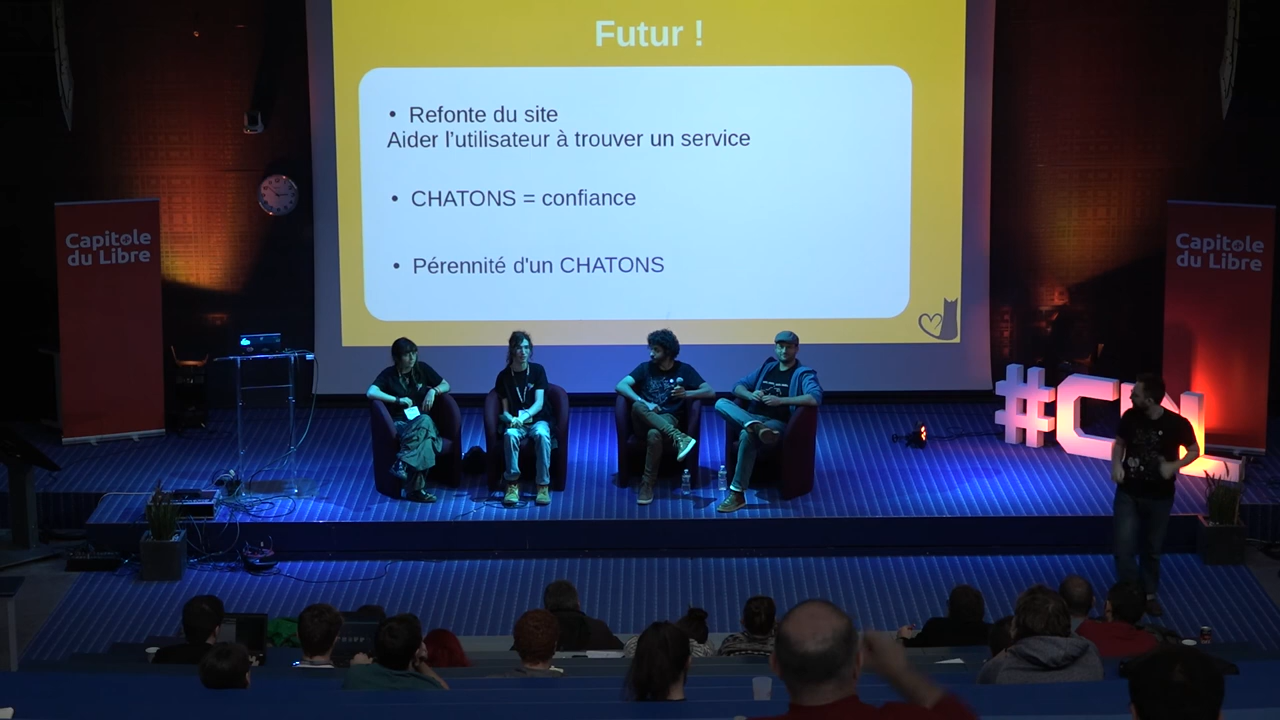 Futur !
• Refonte du site
Aider l'utilisateur à trouver un service
• CHATONS = confiance
• Pérennité d'un CHATONS
Capitole
du Libre
Capitole
du Libre
#CDL